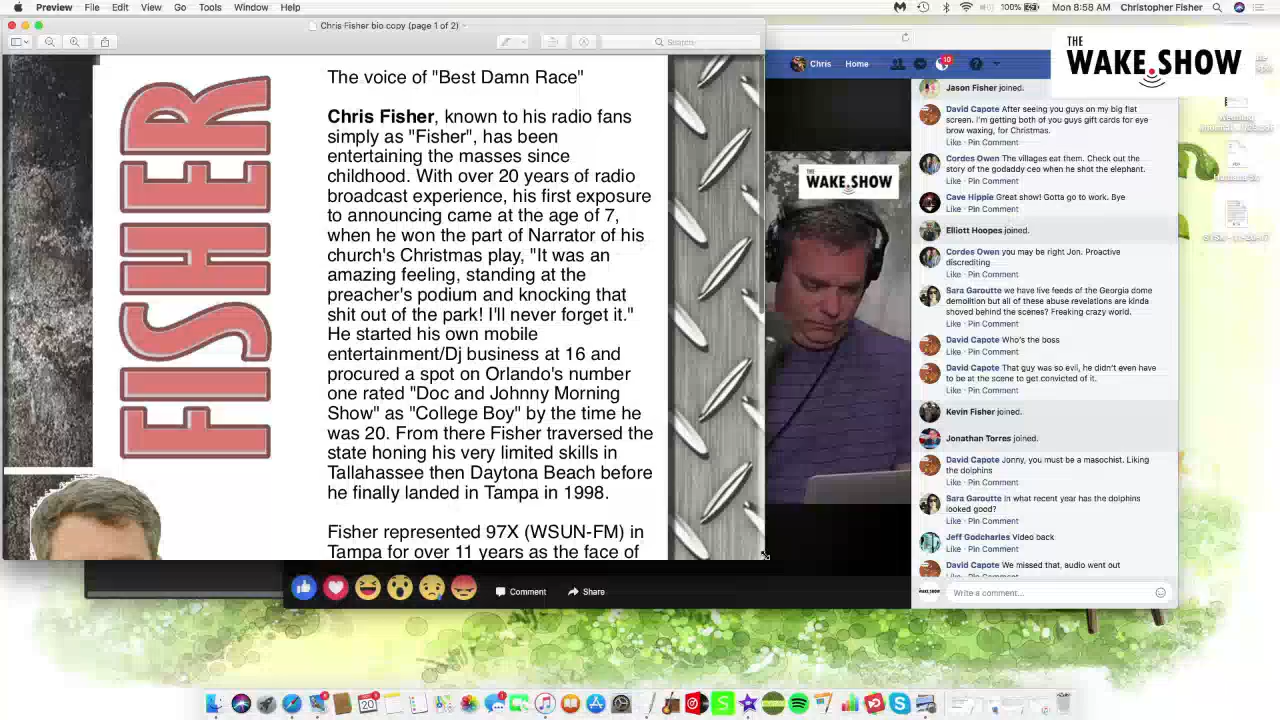 Preview File Edit View Go Tools Window Help
100%
Mon 8:58 AM Christopher Fisher
Chris Fisher bio copy (page 1 of 2)
Search
FISHER
The voice of "Best Damn Race"
Chris Fisher, known to his radio fans
simply as "Fisher", has been
entertaining the masses since
childhood. With over 20 years of radio
broadcast experience, his first exposure
to announcing came at the age of 7,
when he won the part of Narrator of his
church's Christmas play, "It was an
amazing feeling, standing at the
preacher's podium and knocking that
shit out of the park! I'll never forget it."
He started his own mobile
entertainment/Dj business at 16 and
procured a spot on Orlando's number
one rated "Doc and Johnny Morning
Show" as "College Boy" by the time he
was 20. From there Fisher traversed the
state honing his very limited skills in
Tallahassee then Daytona Beach before
he finally landed in Tampa in 1998.
Fisher represented 97X (WSUN-FM) in
Tampa for over 11 years as the face of
Chris Home
10
THE
WAKE.SHOW
THE
WAKE.SHOW
Jason Fisher joined.
David Capote After seeing you guys on my big flat
screen. I'm getting both of you guys gift cards for eye
brow waxing, for Christmas.
Like · Pin Comment
Cordes Owen The villages eat them. Check out the
story of the godaddy ceo when he shot the elephant.
Like · Pin Comment
Cave Hippie Great show! Gotta go to work. Bye
Like · Pin Comment
Elliott Hoopes joined.
Cordes Owen you may be right Jon. Proactive
discrediting
Like · Pin Comment
Sara Garoutte we have live feeds of the Georgia dome
demolition but all of these abuse revelations are kinda
shoved behind the scenes? Freaking crazy world.
Like · Pin Comment
David Capote Who's the boss
Like · Pin Comment
David Capote That guy was so evil, he didn't even have
to be at the scene to get convicted of it.
Like · Pin Comment
Kevin Fisher joined.
Jonathan Torres joined.
David Capote Jonny, you must be a masochist. Liking
the dolphins
Like · Pin Comment
Sara Garoutte In what recent year has the dolphins
looked good?
Like · Pin Comment
Jeff Godcharles Video back
Like · Pin Comment
David Capote We missed that, audio went out
Like · Pin Comment
Write a comment...
Comment Share
20